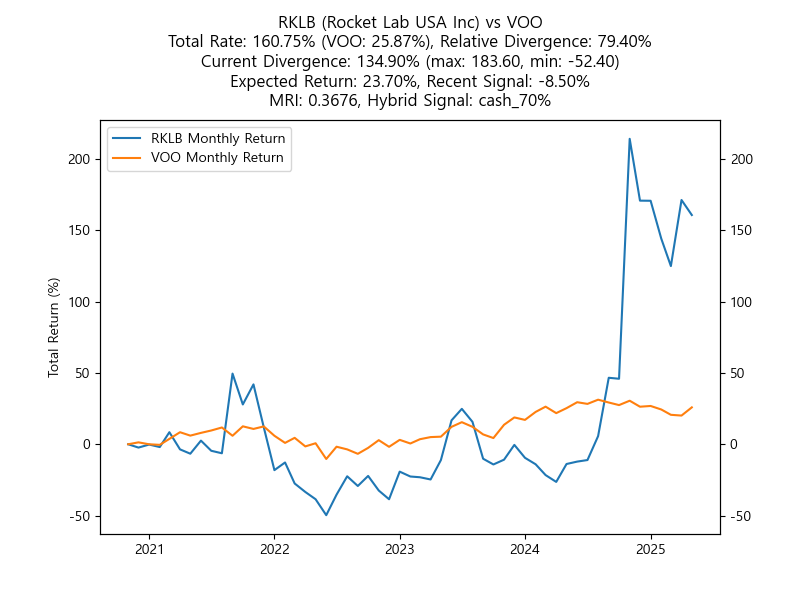 RKLB (Rocket Lab USA Inc) vs VOO
Total Rate: 160.75% (VOO: 25.87%), Relative Divergence: 79.40%
Current Divergence: 134.90% (max: 183.60, min: -52.40)
Expected Return: 23.70%, Recent Signal: -8.50%
MRI: 0.3676, Hybrid Signal: cash_70%
RKLB Monthly Return
VOO Monthly Return
Total Return (%)
200
150
100
50
0
-50
200
150
100
50
0
-50
2021
2022
2023
2024
2025